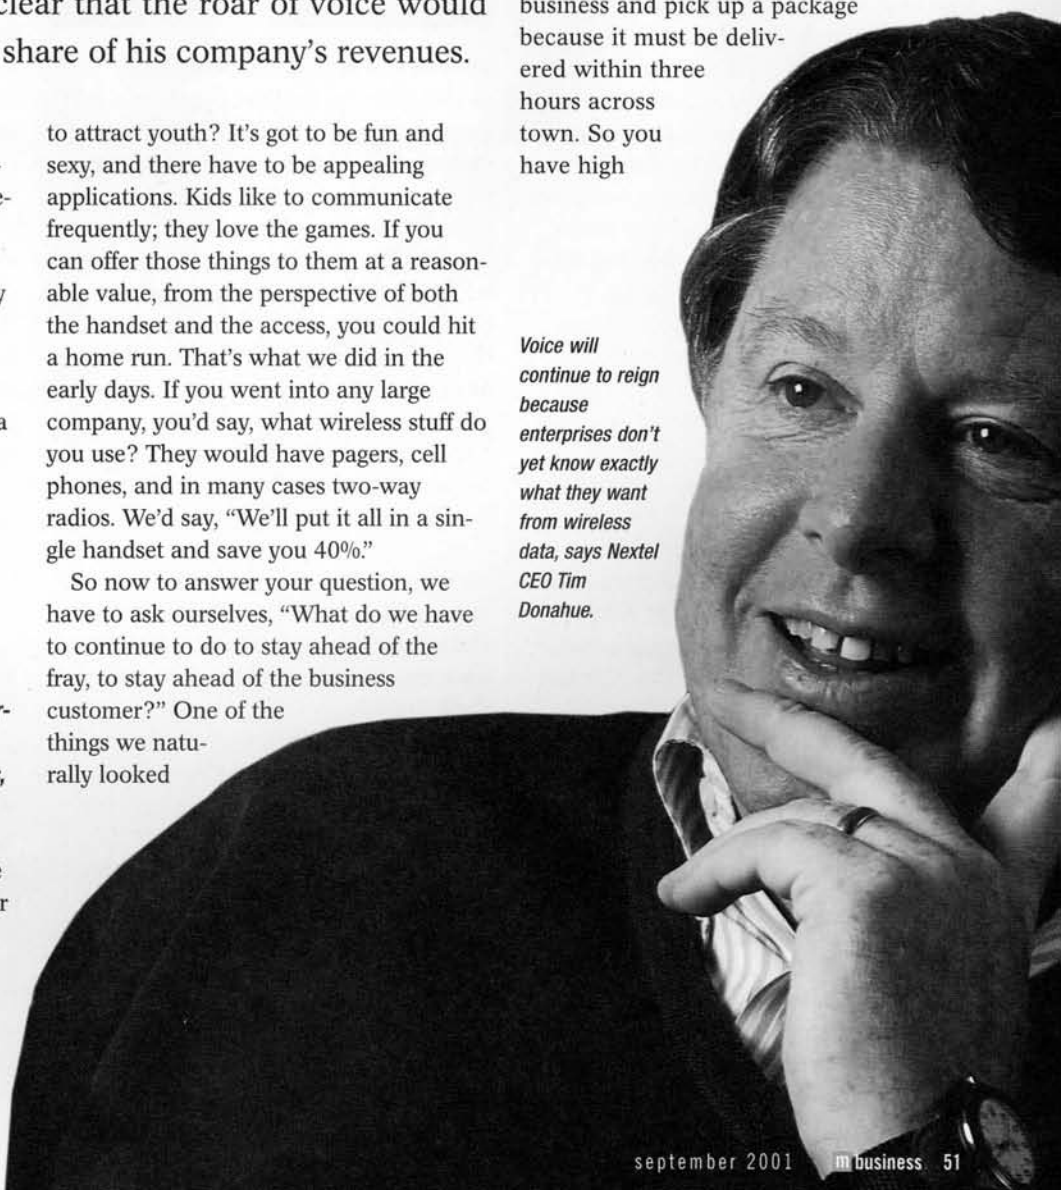 clear that the roar of voice would
share of his company's revenues.
to attract youth? It's got to be fun and
sexy, and there have to be appealing
applications. Kids like to communicate
frequently; they love the games. If you
can offer those things to them at a reason-
able value, from the perspective of both
the handset and the access, you could hit
a home run. That's what we did in the
early days. If you went into any large
company, you'd say, what wireless stuff do
you use? They would have pagers, cell
phones, and in many cases two-way
radios. We'd say, “We'll put it all in a sin-
gle handset and save you 40%.”
So now to answer your question, we
have to ask ourselves, “What do we have
to continue to do to stay ahead of the
fray, to stay ahead of the business
customer?” One of the
things we natu-
rally looked
business and pick up a package
because it must be deliv-
ered within three
hours across
town. So you
have high
Voice will
continue to reign
because
enterprises don't
yet know exactly
what they want
from wireless
data, says Nextel
CEO Tim
Donahue.
september 2001 m business 51